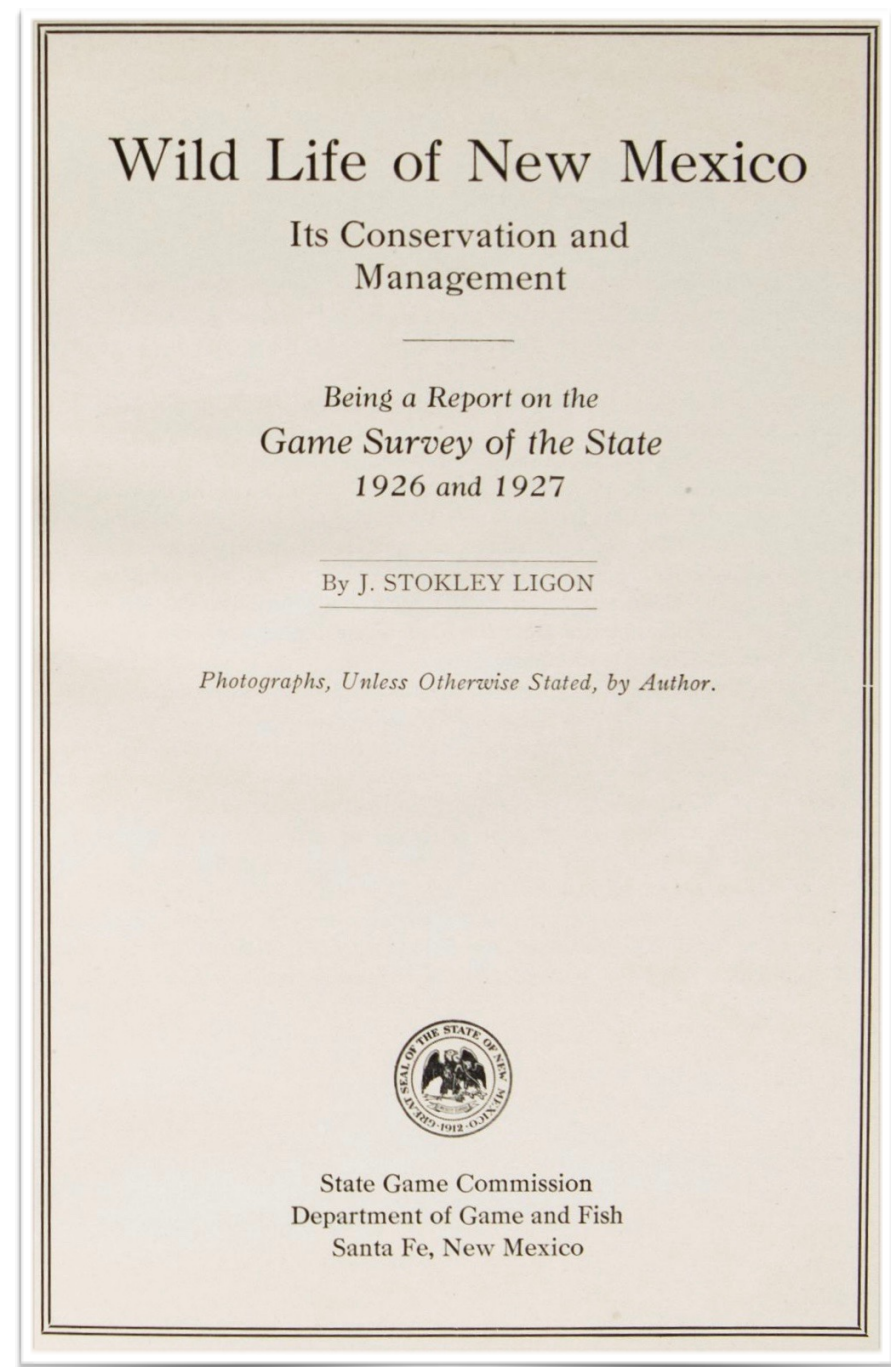 Wild Life of New Mexico
Its Conservation and
Management
Being a Report on the
Game Survey of the State
1926 and 1927
By J. STOKLEY LIGON
Photographs, Unless Otherwise Stated, by Author.
GREAT SEAL OF THE STATE OF NEW MEXICO
·1912·
State Game Commission
Department of Game and Fish
Santa Fe, New Mexico